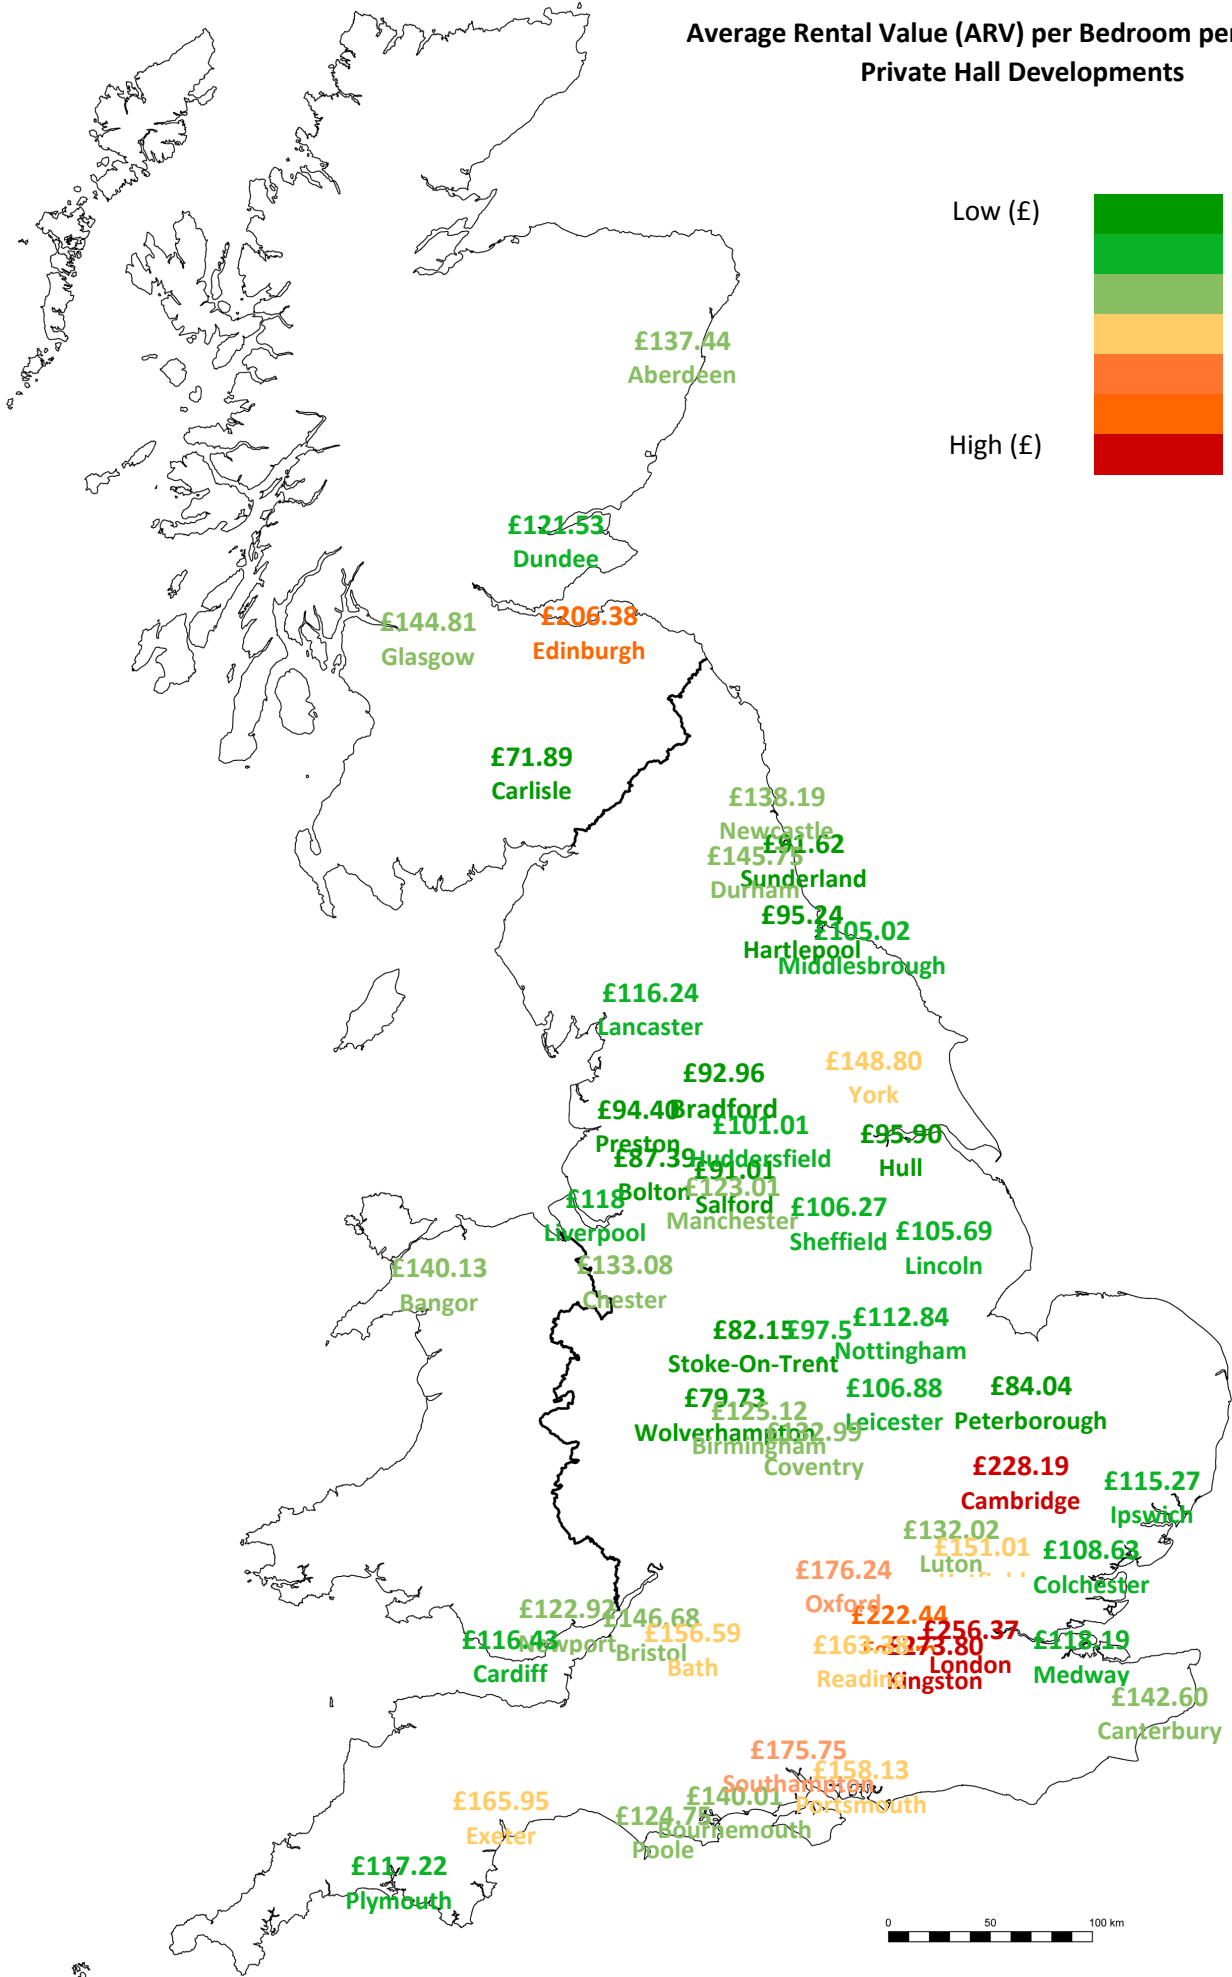 Average Rental Value (ARV) per Bedroom per
Private Hall Developments
Low (£)
High (£)
£137.44
Aberdeen
£121.53
Dundee
£144.81
Glasgow
£206.38
Edinburgh
£71.89
Carlisle
£138.19
Newcastle
£91.62
Sunderland
£145.75
Durham
£95.24
Hartlepool
£105.02
Middlesbrough
£116.24
Lancaster
£148.80
York
£92.96
Bradford
£94.40
Preston
£101.01
Huddersfield
£95.90
Hull
£87.39
Bolton
£91.01
Salford
£123.01
Manchester
£118
Liverpool
£106.27
Sheffield
£105.69
Lincoln
£140.13
Bangor
£133.08
Chester
£82.15
Stoke-On-Trent
£97.5
£112.84
Nottingham
£79.73
Wolverhampton
£125.12
Birmingham
£132.99
Coventry
£106.88
Leicester
£84.04
Peterborough
£228.19
Cambridge
£115.27
Ipswich
£132.02
Luton
£151.01
£108.63
Colchester
£176.24
Oxford
£222.44
£256.37
London
£273.80
Kingston
£163.38
Reading
£118.19
Medway
£142.60
Canterbury
£122.92
Newport
£116.43
Cardiff
£146.68
Bristol
£156.59
Bath
£175.75
Southampton
£158.13
Portsmouth
£140.01
Bournemouth
£124.75
Poole
£165.95
Exeter
£117.22
Plymouth
0 50 100 km